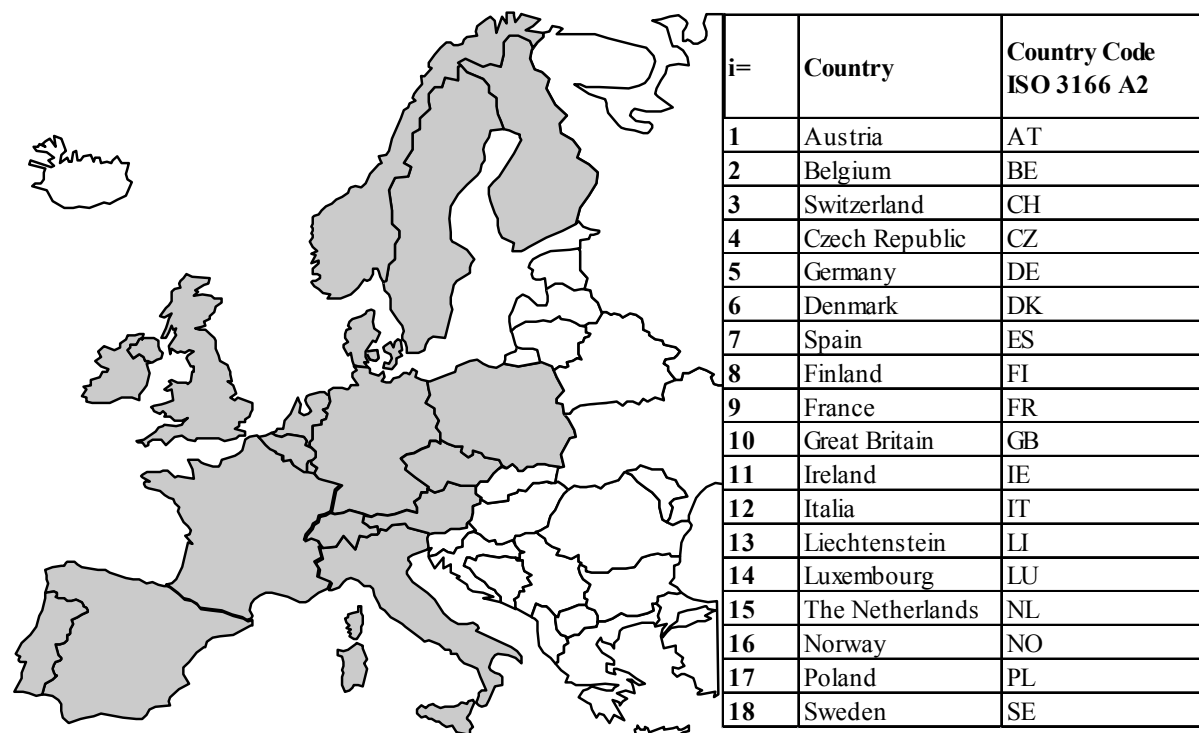 i= Country Country Code
ISO 3166 A2
1 Austria AT
2 Belgium BE
3 Switzerland CH
4 Czech Republic CZ
5 Germany DE
6 Denmark DK
7 Spain ES
8 Finland FI
9 France FR
10 Great Britain GB
11 Ireland IE
12 Italia IT
13 Liechtenstein LI
14 Luxembourg LU
15 The Netherlands NL
16 Norway NO
17 Poland PL
18 Sweden SE